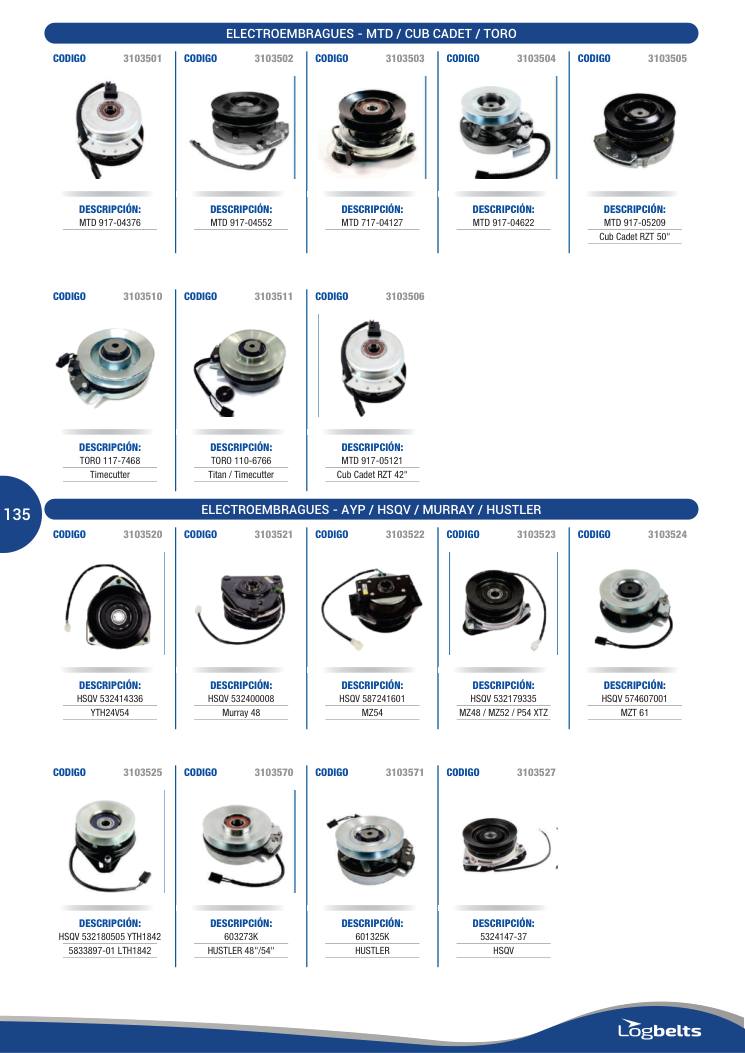 ELECTROEMBRAGUES - MTD / CUB CADET / TORO
CODIGO 3103501
CODIGO 3103502
CODIGO 3103503
CODIGO 3103504
CODIGO 3103505
DESCRIPCIÓN:
MTD 917-04376
DESCRIPCIÓN:
MTD 917-04552
DESCRIPCIÓN:
MTD 717-04127
DESCRIPCIÓN:
MTD 917-04622
DESCRIPCIÓN:
MTD 917-05209
Cub Cadet RZT 50"
CODIGO 3103510
CODIGO 3103511
CODIGO 3103506
DESCRIPCIÓN:
TORO 117-7468
Timecutter
DESCRIPCIÓN:
TORO 110-6766
Titan / Timecutter
DESCRIPCIÓN:
MTD 917-05121
Cub Cadet RZT 42"
135
ELECTROEMBRAGUES - AYP / HSQV / MURRAY / HUSTLER
CODIGO 3103520
CODIGO 3103521
CODIGO 3103522
CODIGO 3103523
CODIGO 3103524
DESCRIPCIÓN:
HSQV 532414336
YTH24V54
DESCRIPCIÓN:
HSQV 532400008
Murray 48
DESCRIPCIÓN:
HSQV 587241601
MZ54
DESCRIPCIÓN:
HSQV 532179335
MZ48 / MZ52 / P54 XTZ
DESCRIPCIÓN:
HSQV 574607001
MZT 61
CODIGO 3103525
CODIGO 3103570
CODIGO 3103571
CODIGO 3103527
DESCRIPCIÓN:
HSQV 532180505 YTH1842
5833897-01 LTH1842
DESCRIPCIÓN:
603273K
HUSTLER 48"/54"
DESCRIPCIÓN:
601325K
HUSTLER
DESCRIPCIÓN:
5324147-37
HSQV
Logbelts